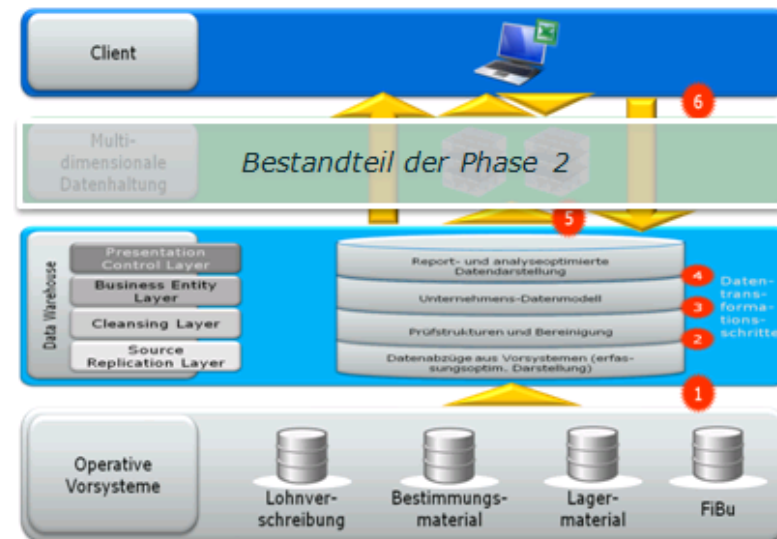 Client
6
Multi-
dimensionale
Datenhaltung
Bestandteil der Phase 2
5
Data Warehouse
Presentation
Control Layer
Business Entity
Layer
Cleansing Layer
Source
Replication Layer
Report- und analyseoptimierte
Datendarstellung
Unternehmens-Datenmodell
Prüfstrukturen und Bereinigung
Datenabzüge aus Vorsystemen (erfas-
sungsoptim. Darstellung)
4
3
2
Daten-
trans-
forma-
tions-
schritte
1
Operative
Vorsysteme
Lohnver-
schreibung
Bestimmungs-
material
Lager-
material
FiBu